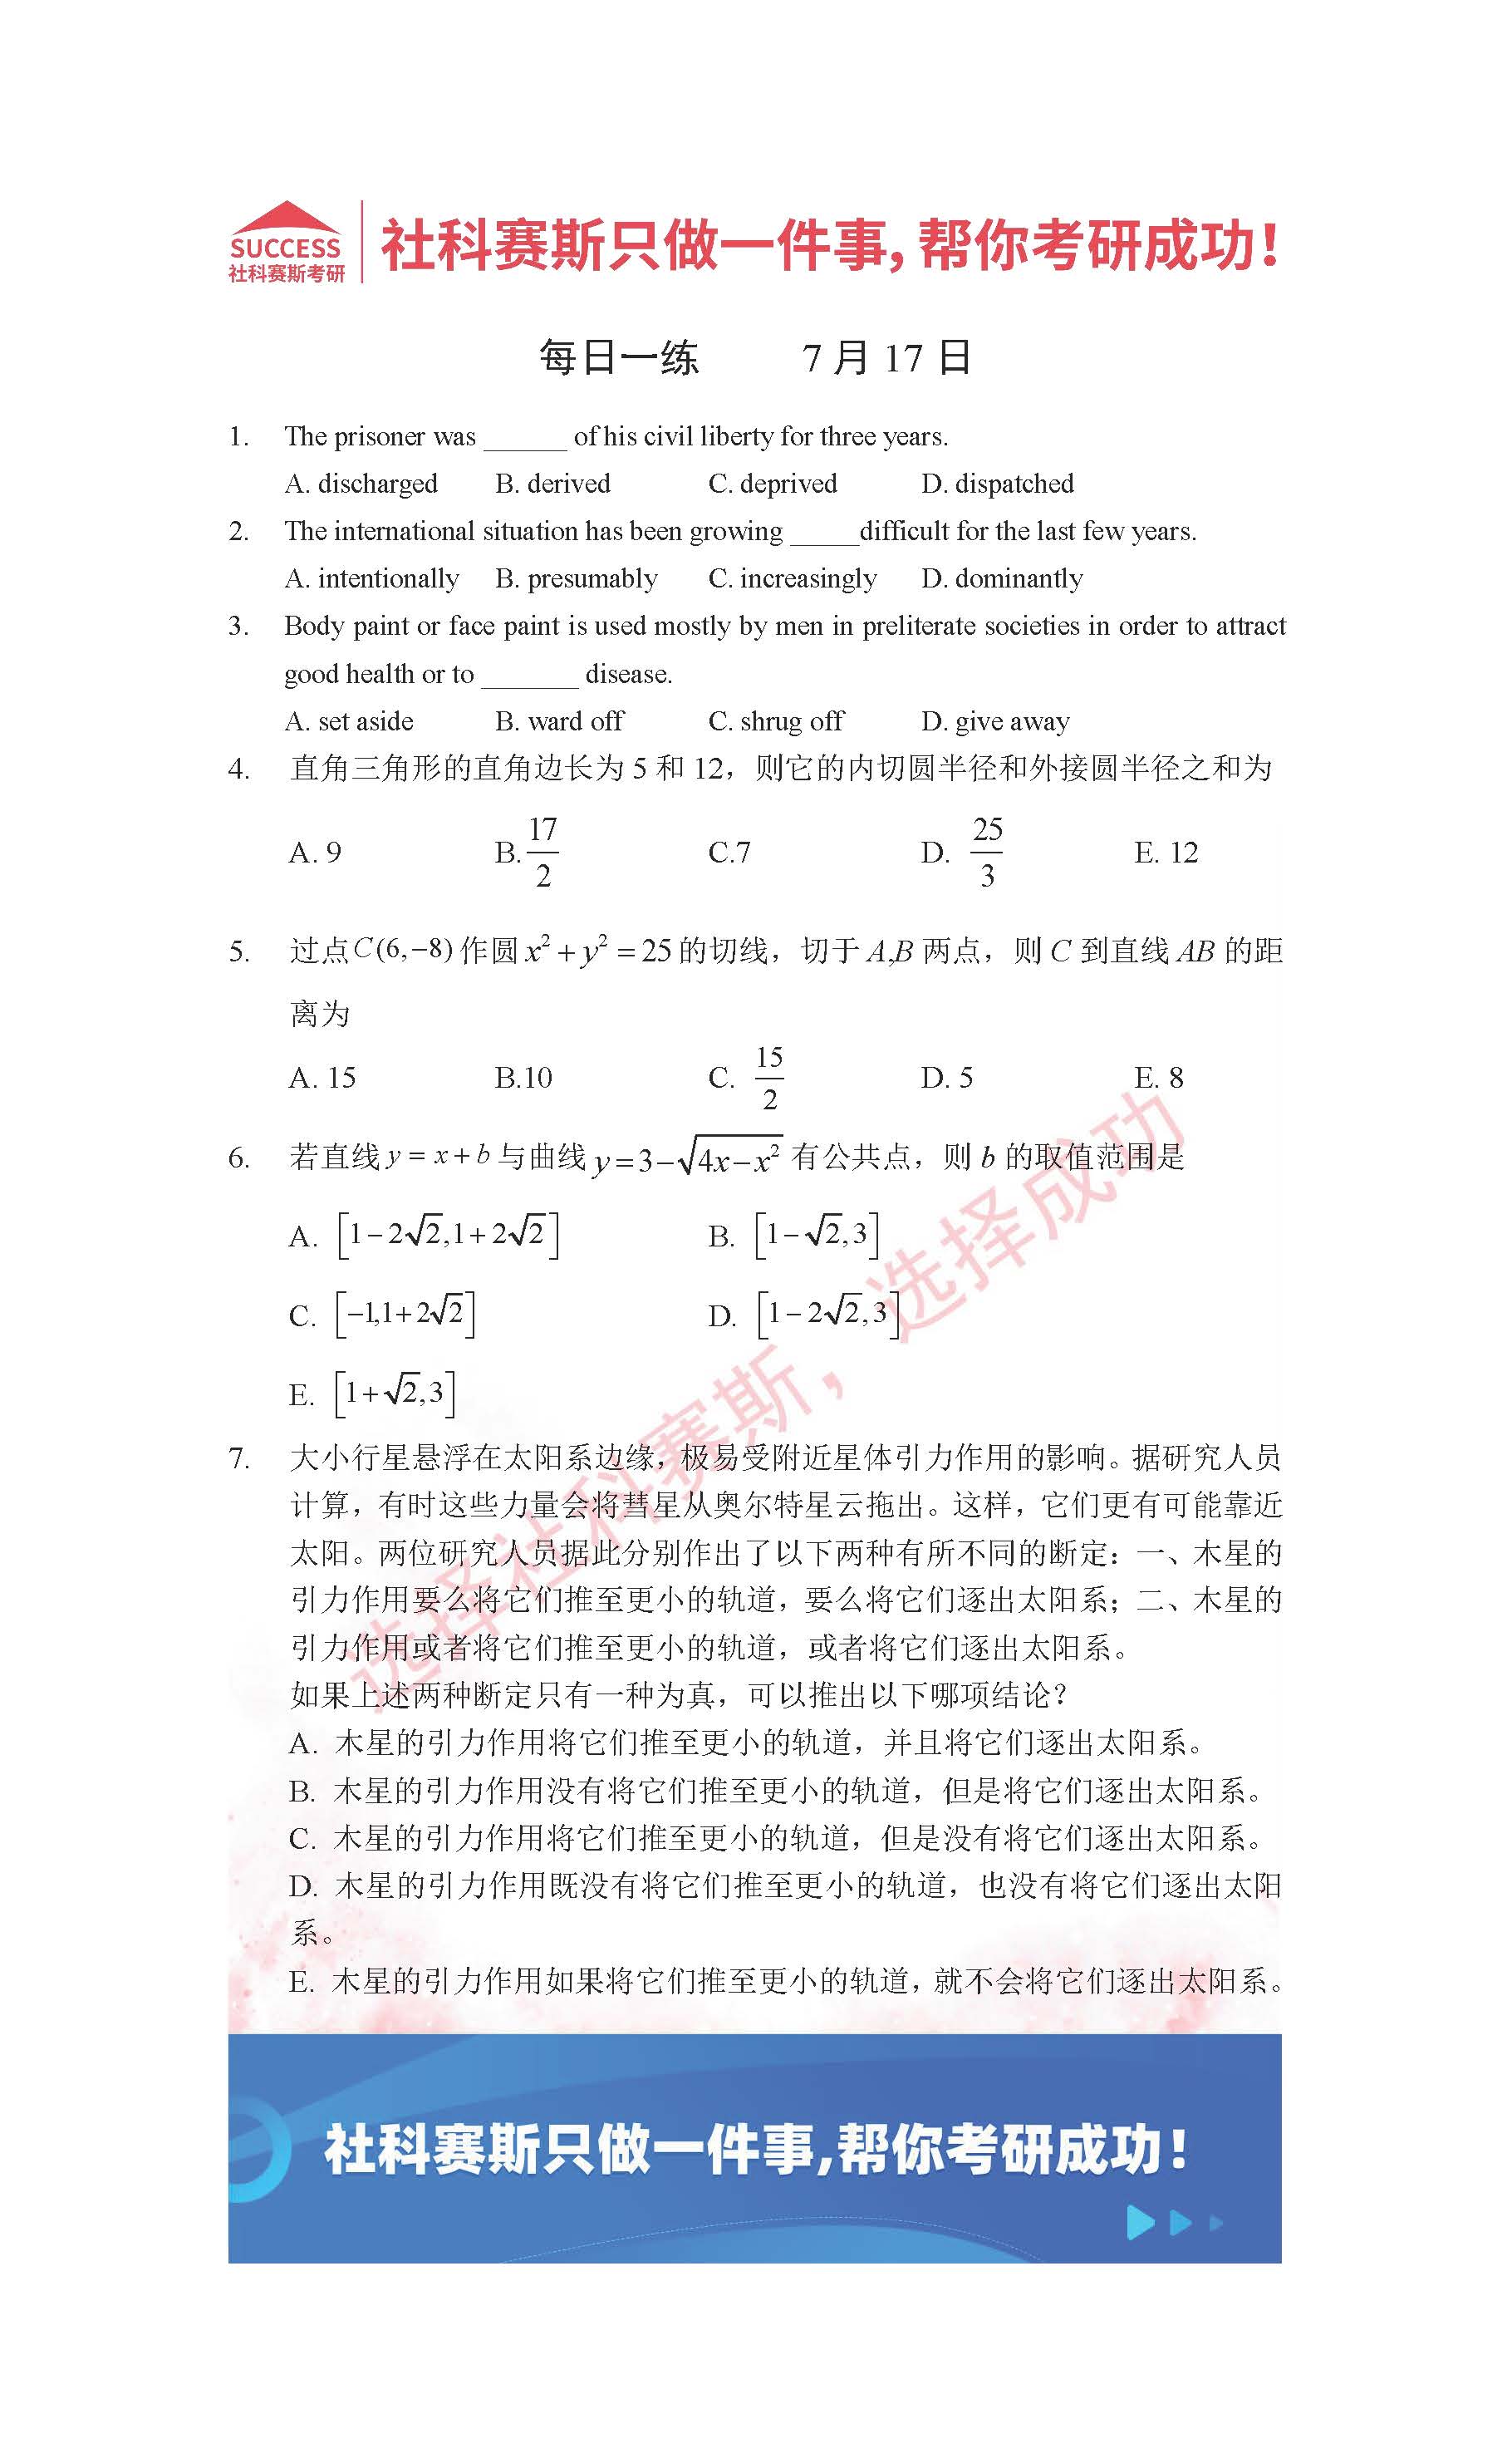 SUCCESS
社科赛斯考研
社科赛斯只做一件事,帮你考研成功!
每日一练 7月17日
1. The prisoner was ______ of his civil liberty for three years.
A. discharged B. derived C. deprived D. dispatched
2. The international situation has been growing _____difficult for the last few years.
A. intentionally B. presumably C. increasingly D. dominantly
3. Body paint or face paint is used mostly by men in preliterate societies in order to attract
good health or to _______ disease.
A. set aside B. ward off C. shrug off D. give away
4. 直角三角形的直角边长为 5 和 12，则它的内切圆半径和外接圆半径之和为
A. 9 B. 17/2 C.7 D. 25/3 E. 12
5. 过点C(6,−8)作圆x²+y²=25的切线，切于 A,B 两点，则 C 到直线 AB 的距
离为
A. 15 B.10 C. 15/2 D. 5 E. 8
6. 若直线y=x+b与曲线y=3−√(4x−x²)有公共点，则 b 的取值范围是
A. [1−2√2,1+2√2] B. [1−√2,3]
C. [−1,1+2√2] D. [1−2√2,3]
E. [1+√2,3]
7. 大小行星悬浮在太阳系边缘，极易受附近星体引力作用的影响。据研究人员
计算，有时这些力量会将彗星从奥尔特星云拖出。这样，它们更有可能靠近
太阳。两位研究人员据此分别作出了以下两种有所不同的断定：一、木星的
引力作用要么将它们推至更小的轨道，要么将它们逐出太阳系；二、木星的
引力作用或者将它们推至更小的轨道，或者将它们逐出太阳系。
如果上述两种断定只有一种为真，可以推出以下哪项结论？
A. 木星的引力作用将它们推至更小的轨道，并且将它们逐出太阳系。
B. 木星的引力作用没有将它们推至更小的轨道，但是将它们逐出太阳系。
C. 木星的引力作用将它们推至更小的轨道，但是没有将它们逐出太阳系。
D. 木星的引力作用既没有将它们推至更小的轨道，也没有将它们逐出太阳
系。
E. 木星的引力作用如果将它们推至更小的轨道，就不会将它们逐出太阳系。
选择社科赛斯，选择成功
社科赛斯只做一件事,帮你考研成功!